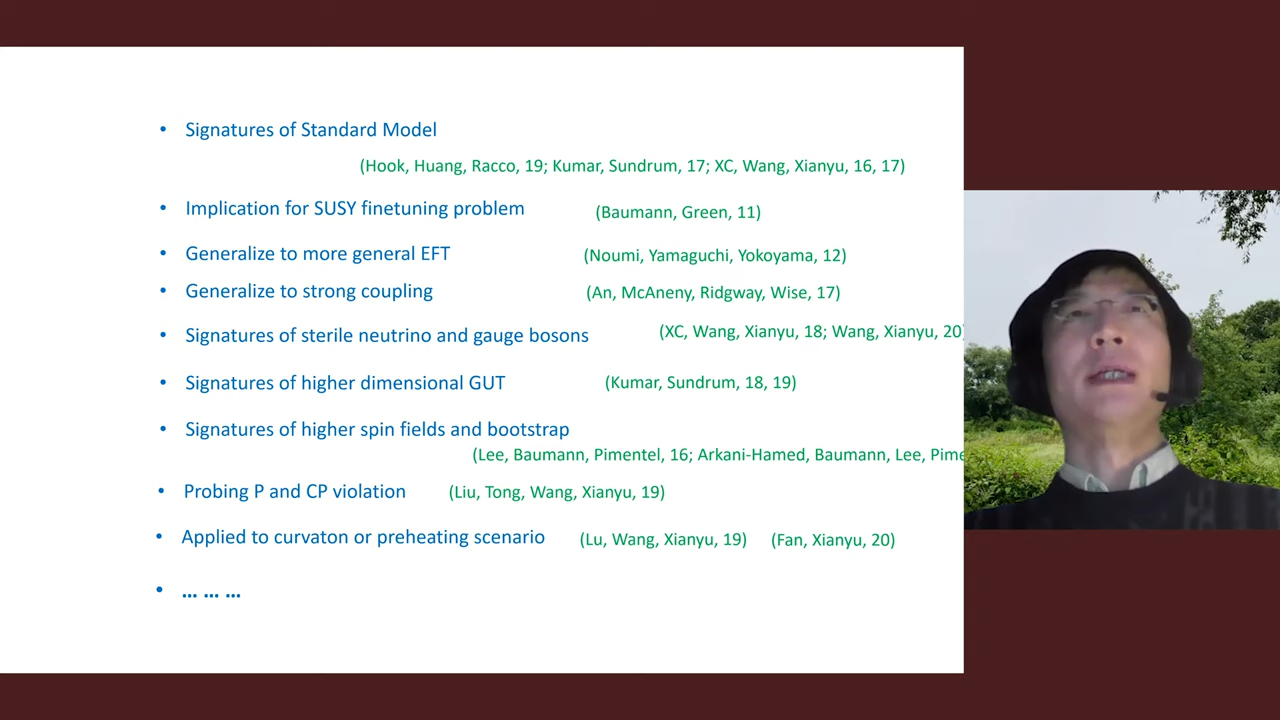 • Signatures of Standard Model
(Hook, Huang, Racco, 19; Kumar, Sundrum, 17; XC, Wang, Xianyu, 16, 17)
• Implication for SUSY finetuning problem (Baumann, Green, 11)
• Generalize to more general EFT (Noumi, Yamaguchi, Yokoyama, 12)
• Generalize to strong coupling (An, McAneny, Ridgway, Wise, 17)
• Signatures of sterile neutrino and gauge bosons (XC, Wang, Xianyu, 18; Wang, Xianyu, 20)
• Signatures of higher dimensional GUT (Kumar, Sundrum, 18, 19)
• Signatures of higher spin fields and bootstrap
(Lee, Baumann, Pimentel, 16; Arkani-Hamed, Baumann, Lee,
• Probing P and CP violation (Liu, Tong, Wang, Xianyu, 19)
• Applied to curvaton or preheating scenario (Lu, Wang, Xianyu, 19) (Fan, Xianyu, 20)
• ... ... ...